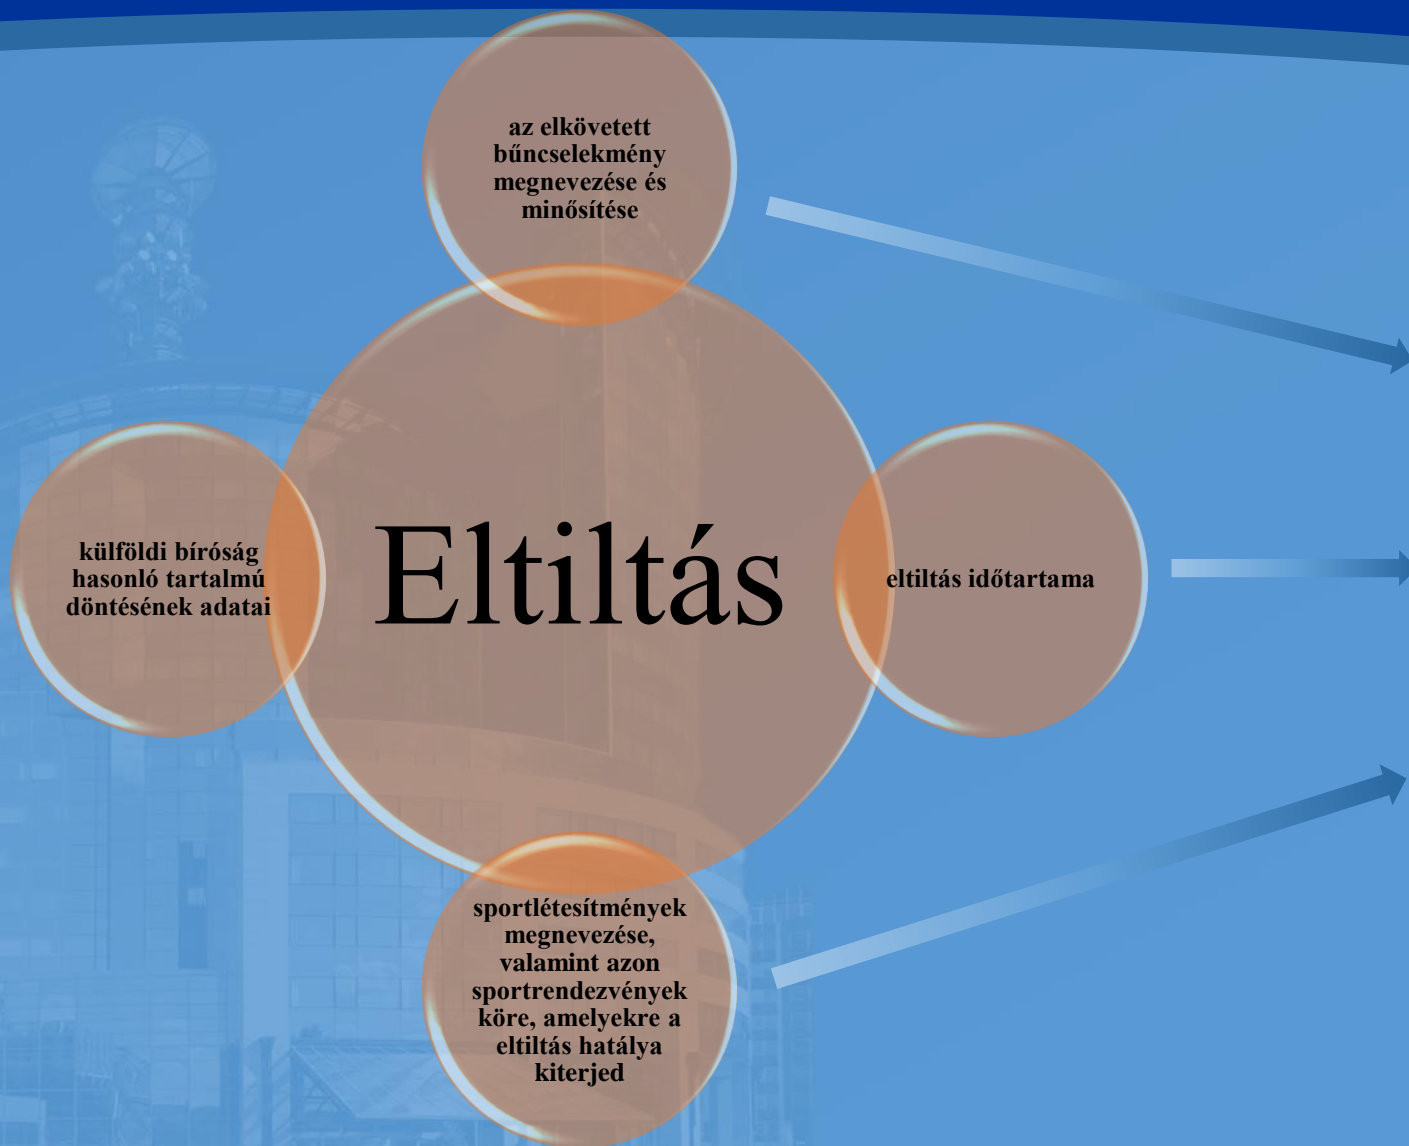 az elkövetett
bűncselekmény
megnevezése és
minősítése
külföldi bíróság
hasonló tartalmú
döntésének adatai
Eltiltás
eltiltás időtartama
sportlétesítmények
megnevezése,
valamint azon
sportrendezvények
köre, amelyekre a
eltiltás hatálya
kiterjed